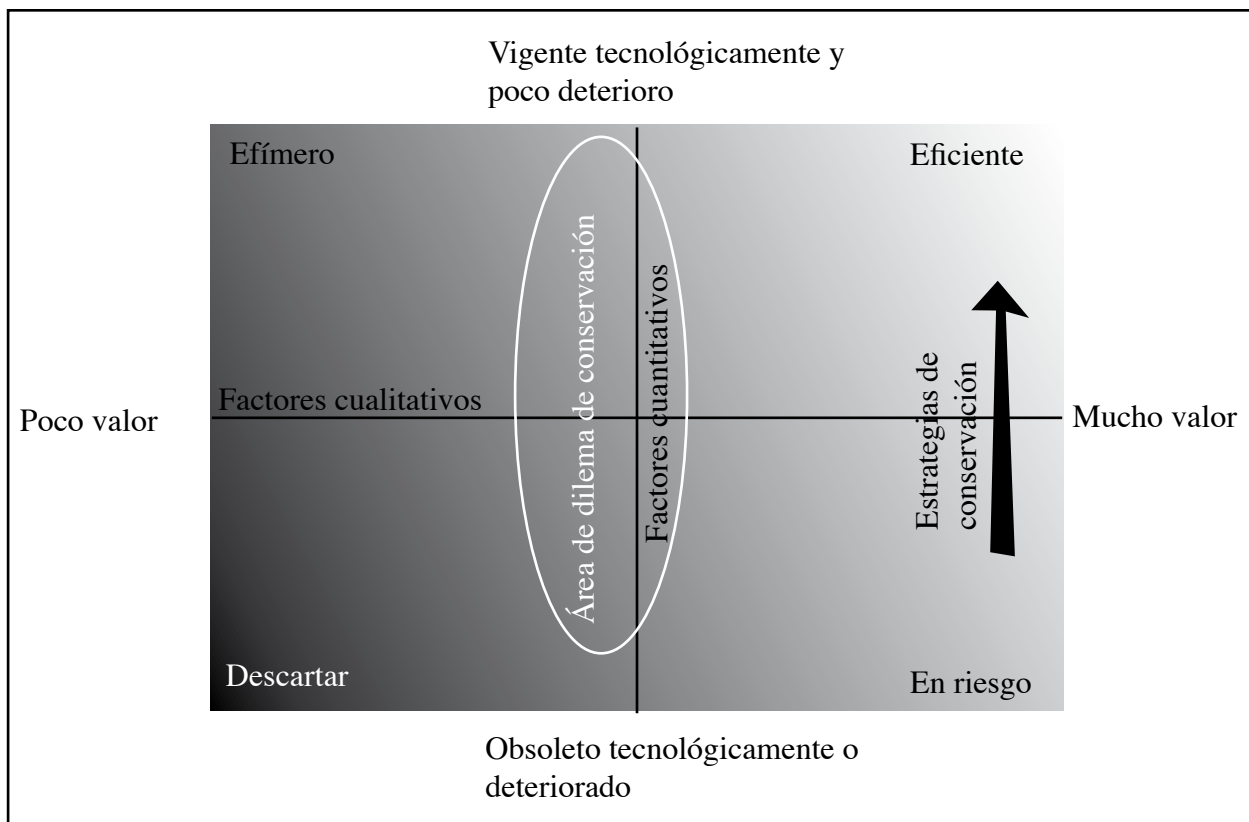 Vigente tecnológicamente y
poco deterioro
Efímero
Eficiente
Área de dilema de conservación
Factores cuantitativos
Factores cualitativos
Poco valor
Mucho valor
Estrategias de
conservación
Descartar
En riesgo
Obsoleto tecnológicamente o
deteriorado